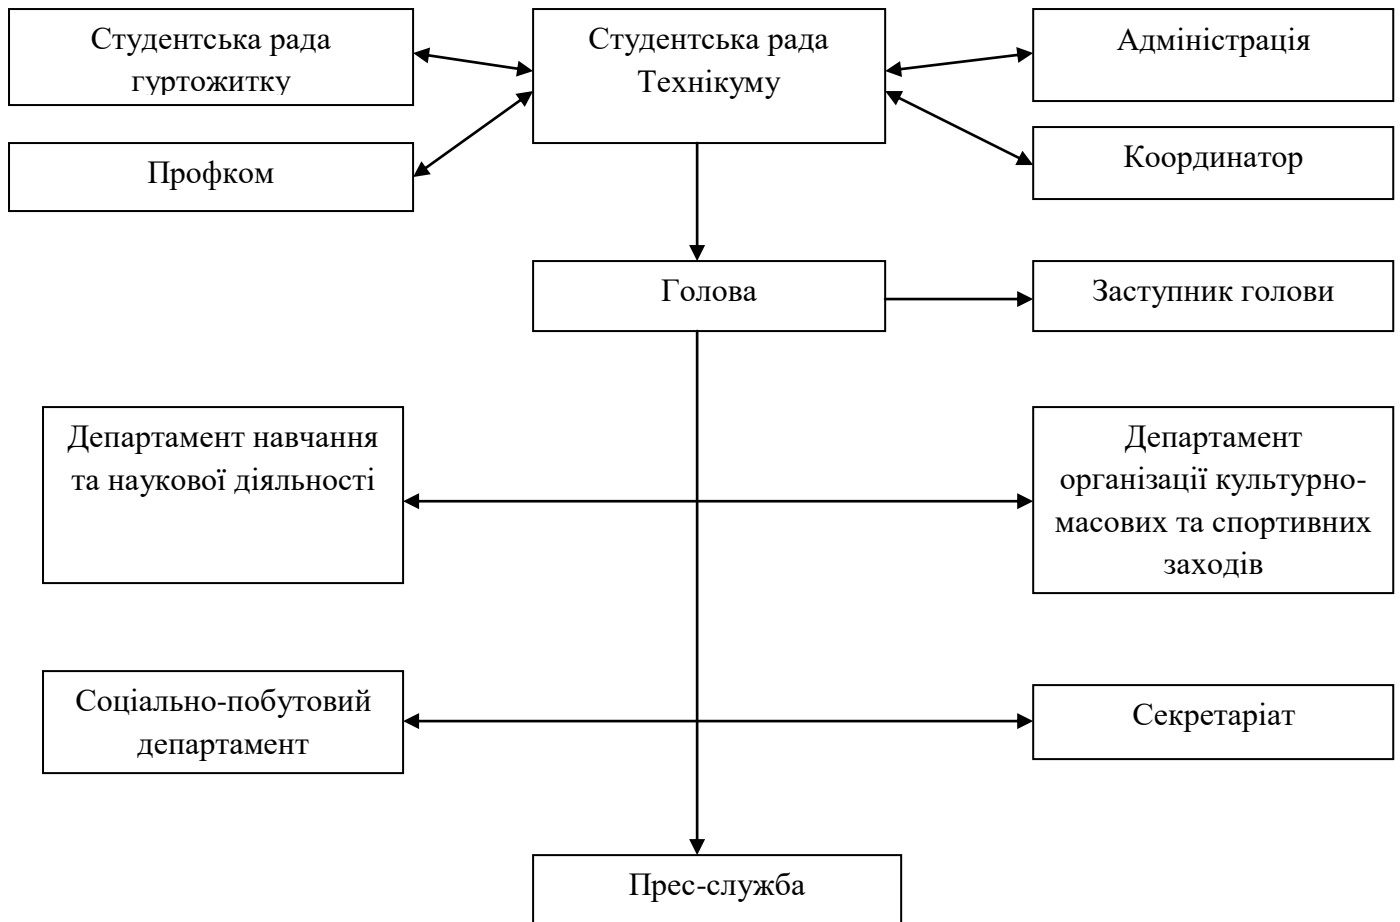 Студентська рада
гуртожитку
Студентська рада
Технікуму
Адміністрація
Профком
Координатор
Голова
Заступник голови
Департамент навчання
та наукової діяльності
Департамент
організації культурно-
масових та спортивних
заходів
Соціально-побутовий
департамент
Секретаріат
Прес-служба